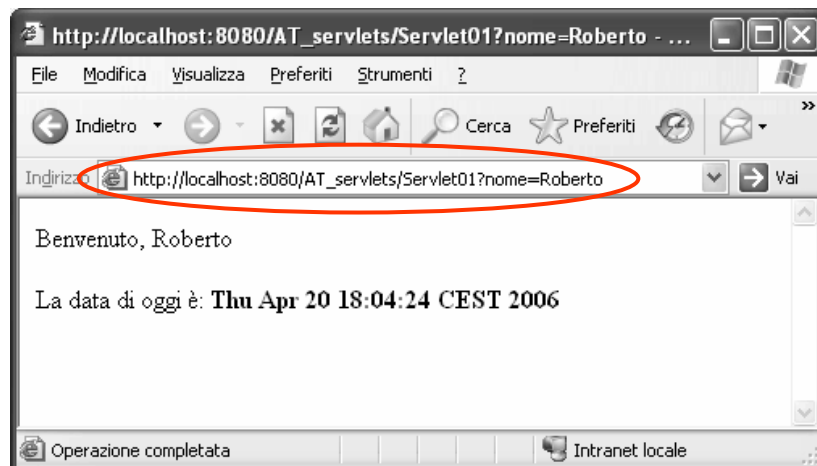 http://localhost:8080/AT_servlets/Servlet01?nome=Roberto - ...
File Modifica Visualizza Preferiti Strumenti ?
Indietro Cerca Preferiti »
Indirizzo http://localhost:8080/AT_servlets/Servlet01?nome=Roberto Vai
Benvenuto, Roberto
La data di oggi è: Thu Apr 20 18:04:24 CEST 2006
Operazione completata Intranet locale